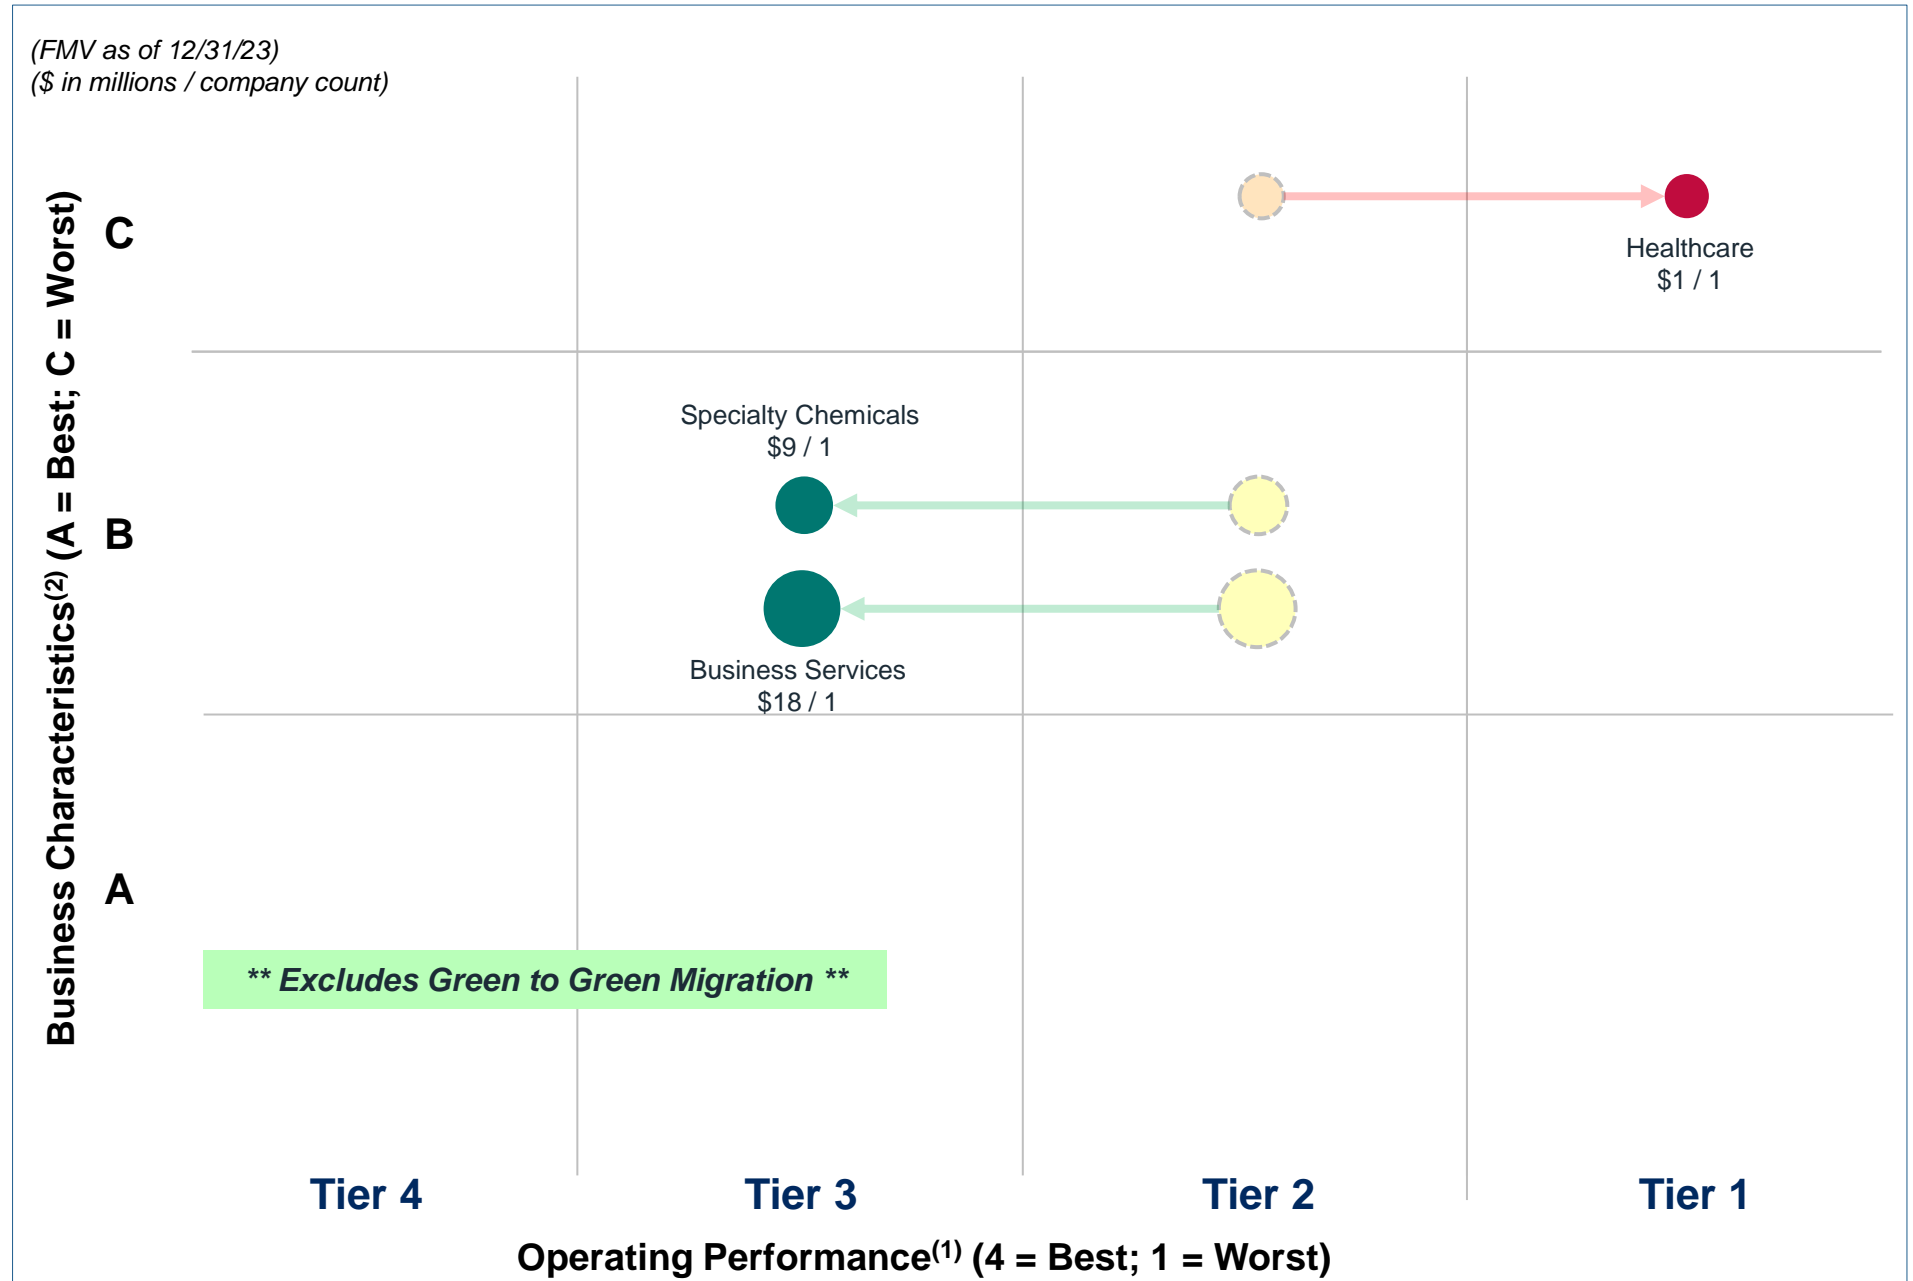 (FMV as of 12/31/23)
($ in millions / company count)
Business Characteristics(2) (A = Best; C = Worst)
C
Healthcare
$1 / 1
Specialty Chemicals
$9 / 1
B
Business Services
$18 / 1
A
** Excludes Green to Green Migration **
Tier 4
Tier 3
Tier 2
Tier 1
Operating Performance(1) (4 = Best; 1 = Worst)